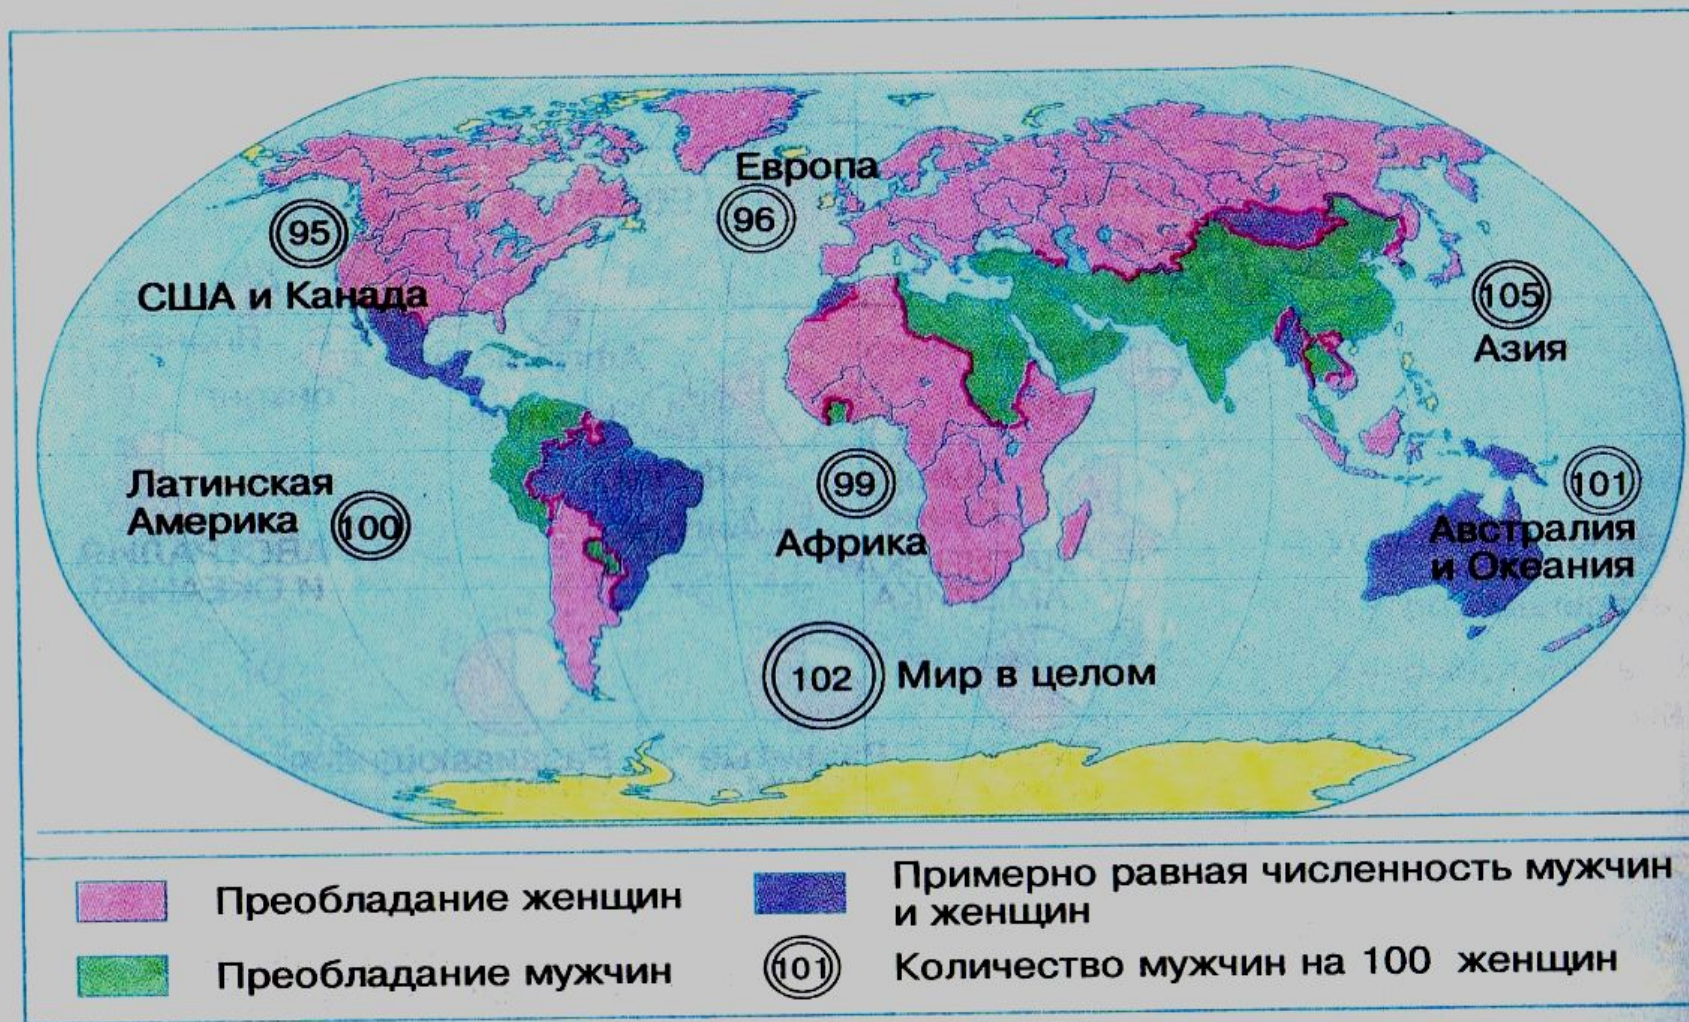 Европа
96
95
США и Канада
105
Азия
Латинская
Америка
100
99
Африка
101
Австралия
и Океания
102
Мир в целом
Преобладание женщин
Преобладание мужчин
Примерно равная численность мужчин
и женщин
101
Количество мужчин на 100 женщин